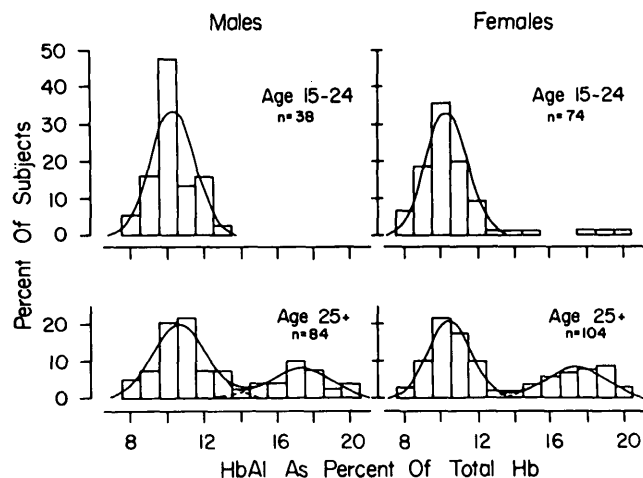 Males
Females
Percent Of Subjects
50
40
30
20
10
0
Age 15-24
n=38
Age 15-24
n=74
20
10
0
Age 25+
n=84
Age 25+
n=104
8 12 16 20
8 12 16 20
HbAl As Percent Of Total Hb